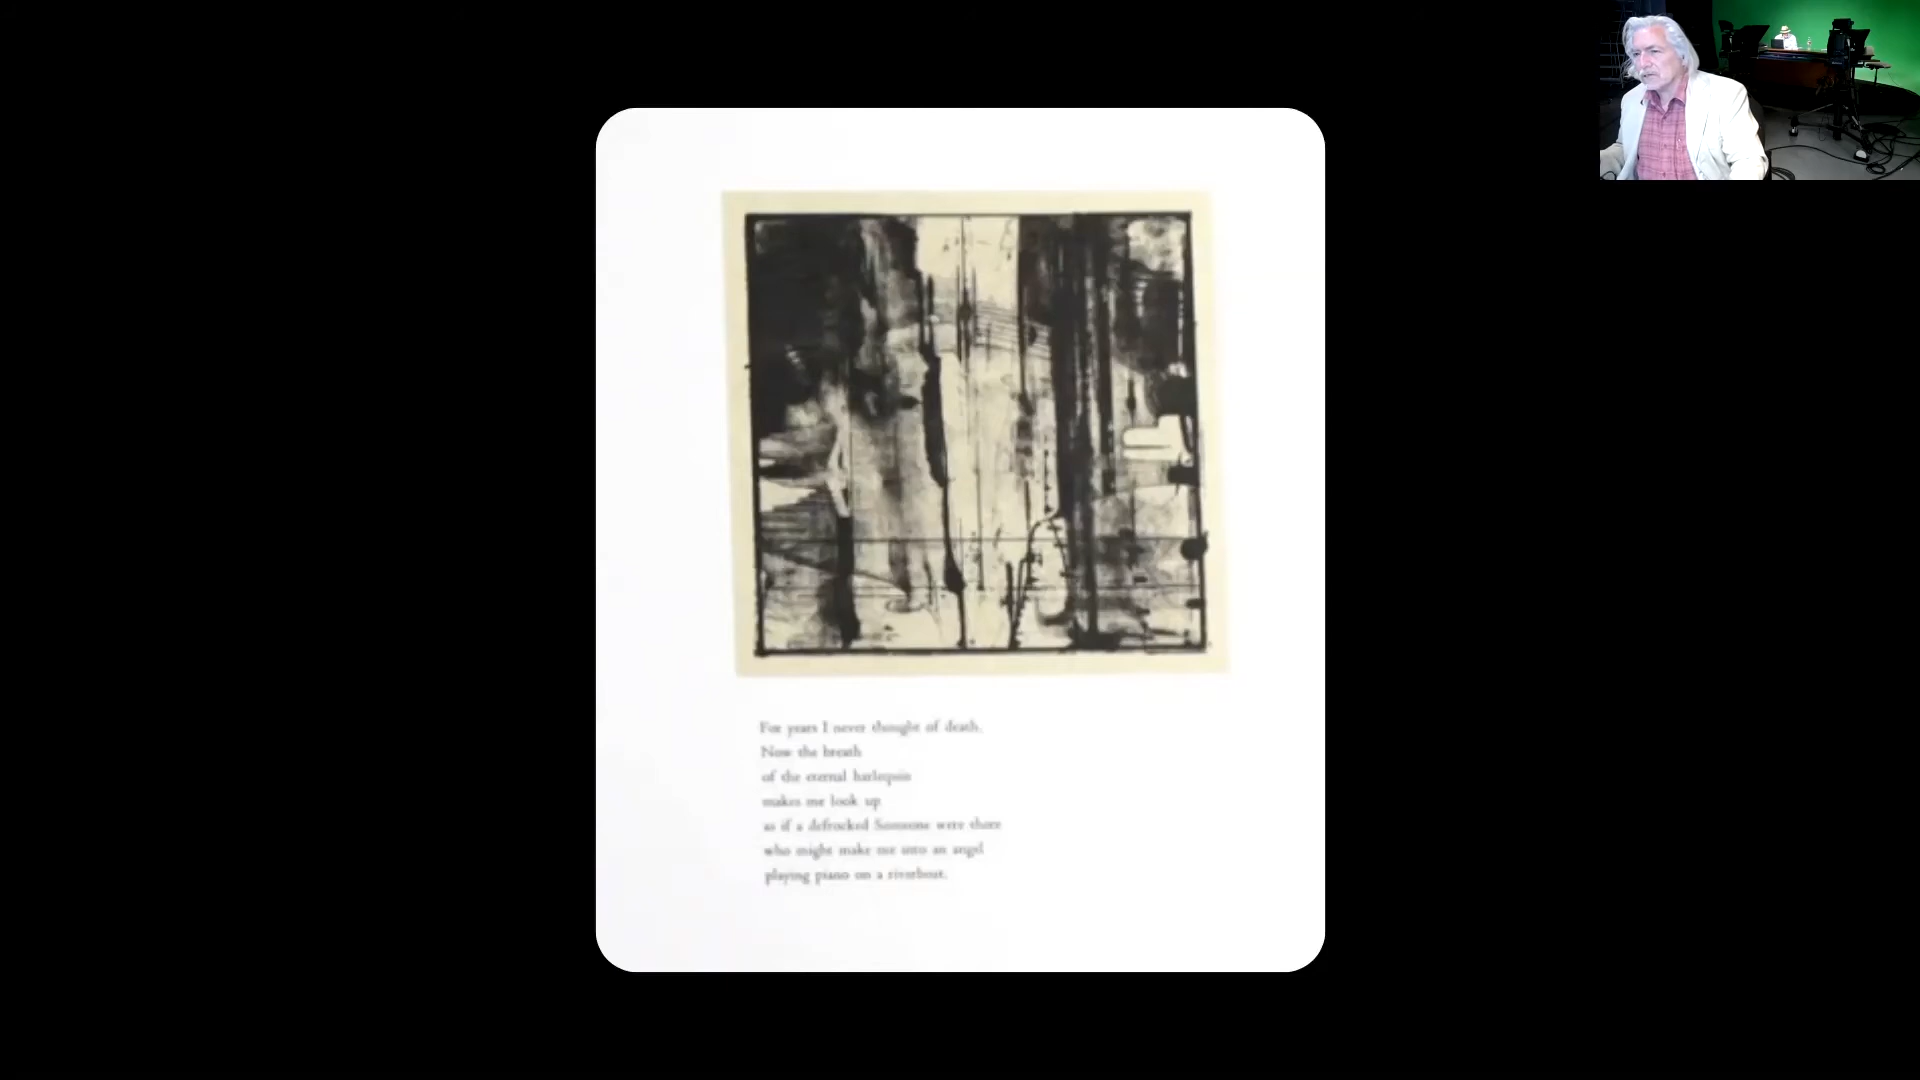 For years I never thought of death.
Now the breath
of the eternal harlequin
makes me look up
as if a defrocked Someone were there
who might make me into an angel
playing piano on a riverboat.